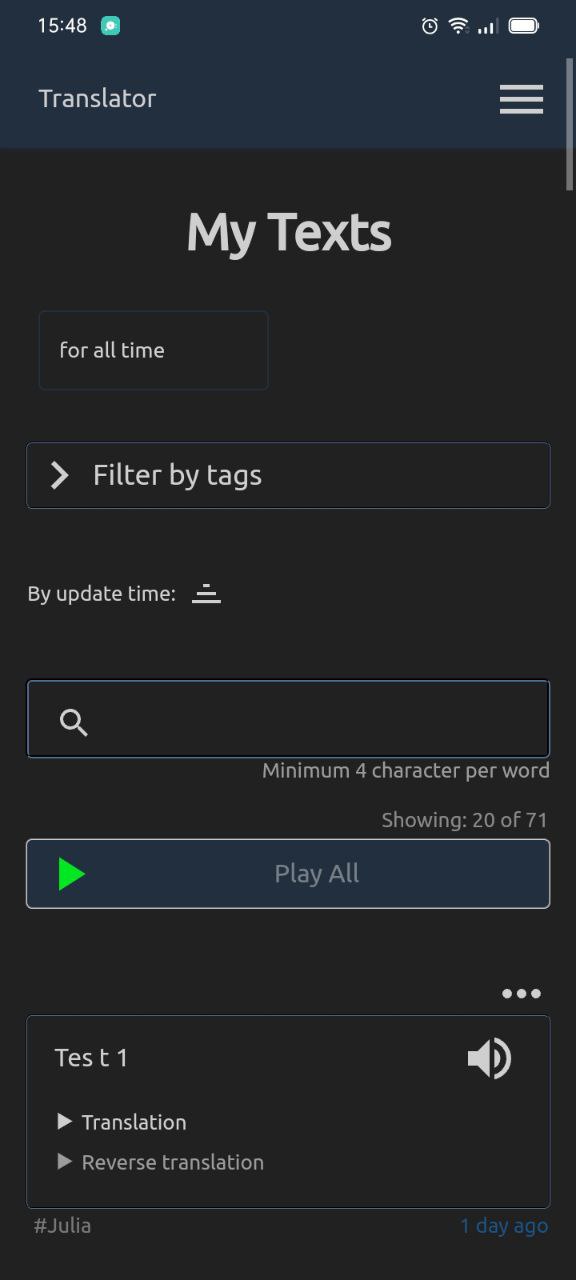 15:48
Translator
My Texts
for all time
Filter by tags
By update time:
Minimum 4 character per word
Showing: 20 of 71
Play All
Tes t 1
Translation
Reverse translation
#Julia
1 day ago